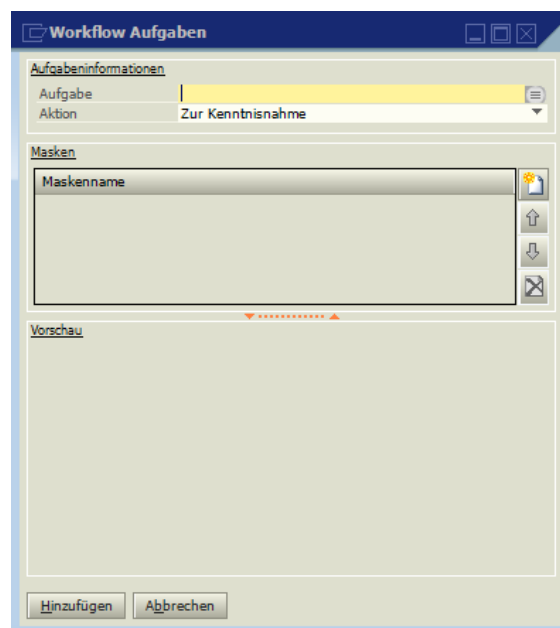 Workflow Aufgaben
Aufgabeninformationen
Aufgabe
Aktion Zur Kenntnisnahme
Masken
Maskenname
Vorschau
Hinzufügen Abbrechen